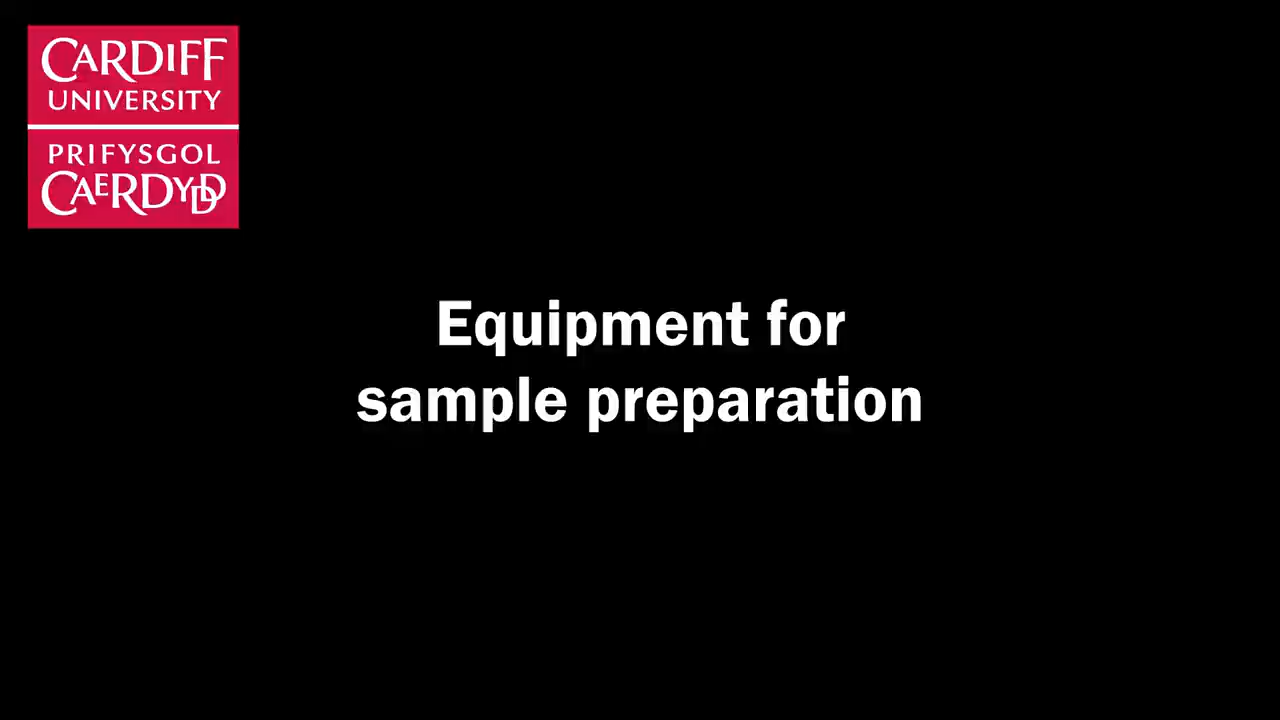 CARDIFF
UNIVERSITY
PRIFYSGOL
CAERDYDD
Equipment for
sample preparation